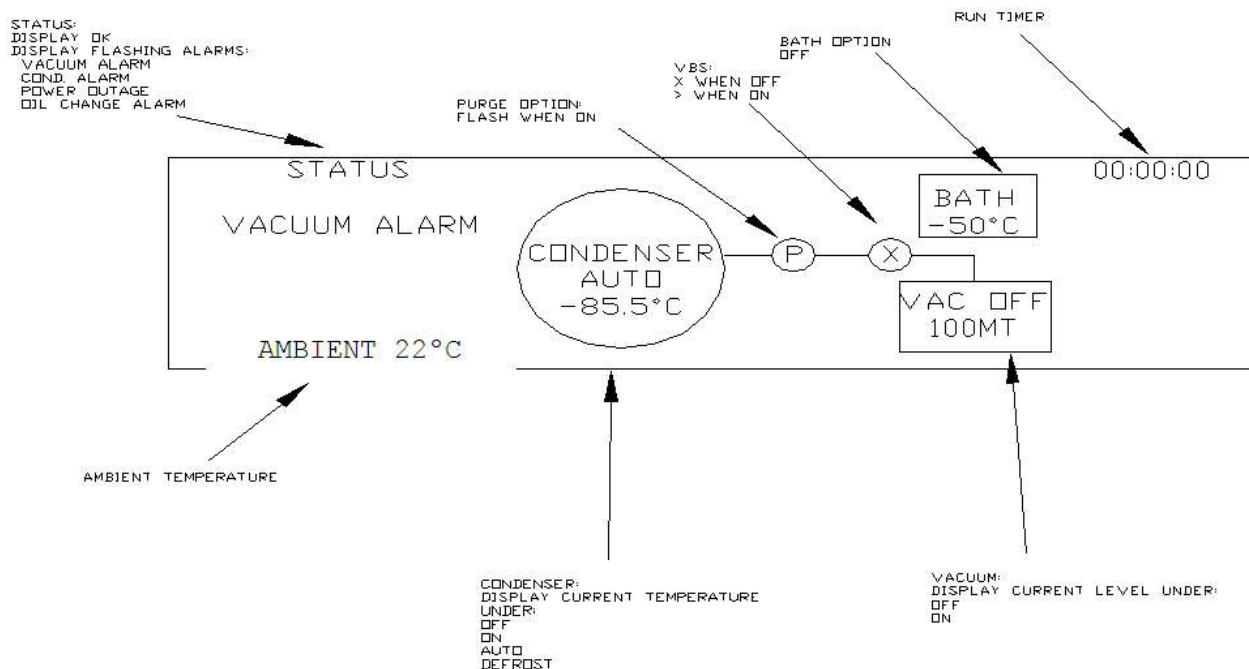 STATUS:
DISPLAY OK
DISPLAY FLASHING ALARMS:
VACUUM ALARM
COND. ALARM
POWER OUTAGE
OIL CHANGE ALARM
PURGE OPTION:
FLASH WHEN ON
VBS:
X WHEN OFF
> WHEN ON
BATH OPTION
OFF
RUN TIMER
STATUS
00:00:00
VACUUM ALARM
BATH
-50°C
CONDENSER
AUTO
-85.5°C
P
X
VAC OFF
100MT
AMBIENT 22°C
AMBIENT TEMPERATURE
CONDENSER:
DISPLAY CURRENT TEMPERATURE
UNDER:
OFF
ON
AUTO
DEFROST
VACUUM:
DISPLAY CURRENT LEVEL UNDER:
OFF
ON